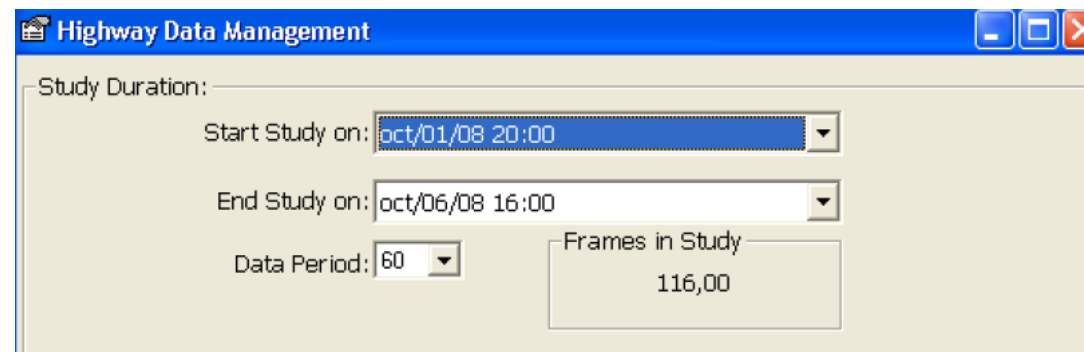 Highway Data Management
Study Duration:
Start Study on: oct/01/08 20:00
End Study on: oct/06/08 16:00
Data Period: 60
Frames in Study
116,00